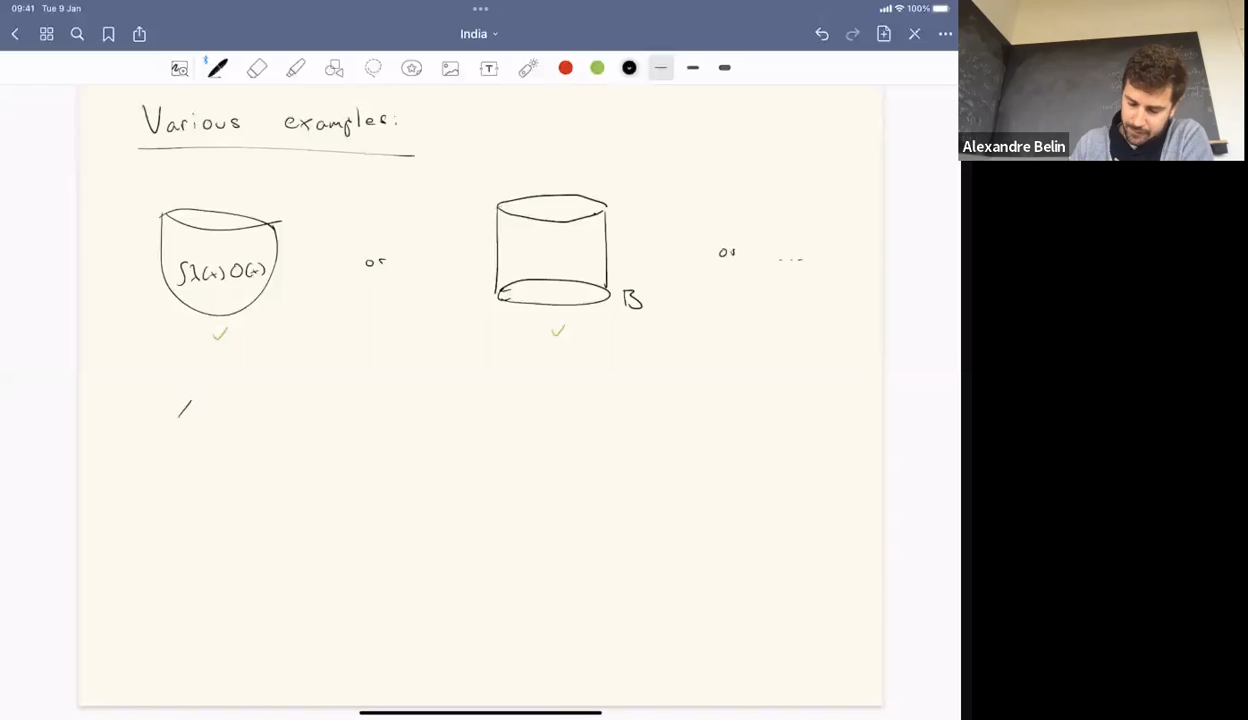 09:41 Tue 9 Jan
100%
India
T
Alexandre Belin
Various examples:
∫λ(x) O(x)
or
B
or ...